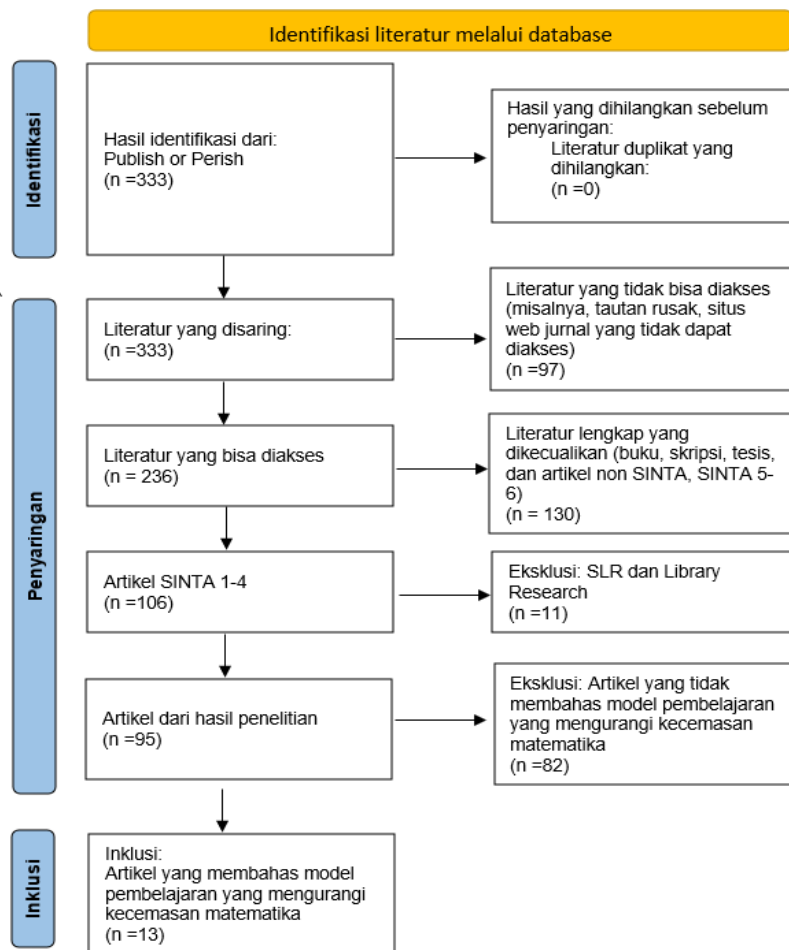 Identifikasi literatur melalui database
Identifikasi
Hasil identifikasi dari:
Publish or Perish
(n =333)
Hasil yang dihilangkan sebelum
penyaringan:
Literatur duplikat yang
dihilangkan:
(n =0)
Penyaringan
Literatur yang disaring:
(n =333)
Literatur yang tidak bisa diakses
(misalnya, tautan rusak, situs
web jurnal yang tidak dapat
diakses)
(n =97)
Literatur yang bisa diakses
(n = 236)
Literatur lengkap yang
dikecualikan (buku, skripsi, tesis,
dan artikel non SINTA, SINTA 5-
6)
(n = 130)
Artikel SINTA 1-4
(n =106)
Eksklusi: SLR dan Library
Research
(n =11)
Artikel dari hasil penelitian
(n =95)
Eksklusi: Artikel yang tidak
membahas model pembelajaran
yang mengurangi kecemasan
matematika
(n =82)
Inklusi
Inklusi:
Artikel yang membahas model
pembelajaran yang mengurangi
kecemasan matematika
(n =13)